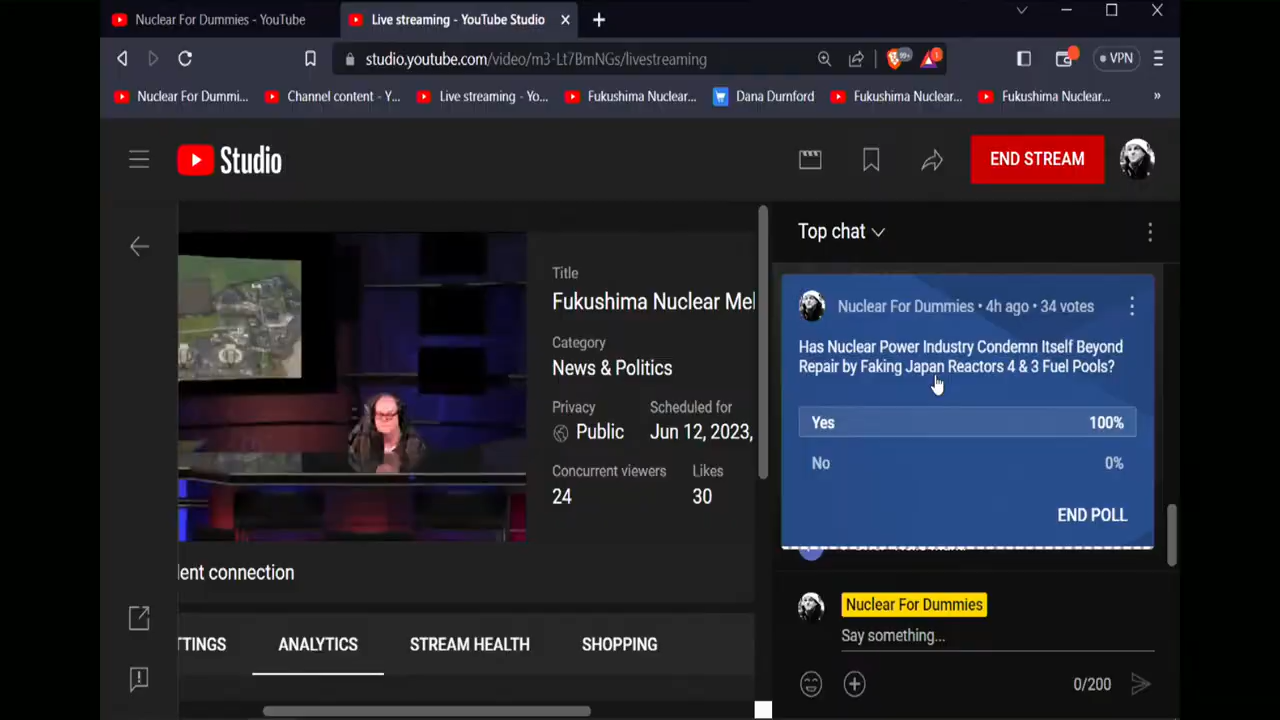 Nuclear For Dummies - YouTube
Live streaming - YouTube Studio
studio.youtube.com/video/m3-Lt7BmNGs/livestreaming
99+
1
VPN
Nuclear For Dummi...
Channel content - Y...
Live streaming - Yo...
Fukushima Nuclear...
Dana Durnford
Fukushima Nuclear...
Fukushima Nuclear...
Studio
END STREAM
Top chat
Title
Fukushima Nuclear Mel
Category
News & Politics
Privacy
Scheduled for
Public
Jun 12, 2023,
Concurrent viewers
Likes
24
30
Nuclear For Dummies • 4h ago • 34 votes
Has Nuclear Power Industry Condemn Itself Beyond
Repair by Faking Japan Reactors 4 & 3 Fuel Pools?
Yes
100%
No
0%
END POLL
lent connection
TTINGS
ANALYTICS
STREAM HEALTH
SHOPPING
Nuclear For Dummies
Say something...
0/200